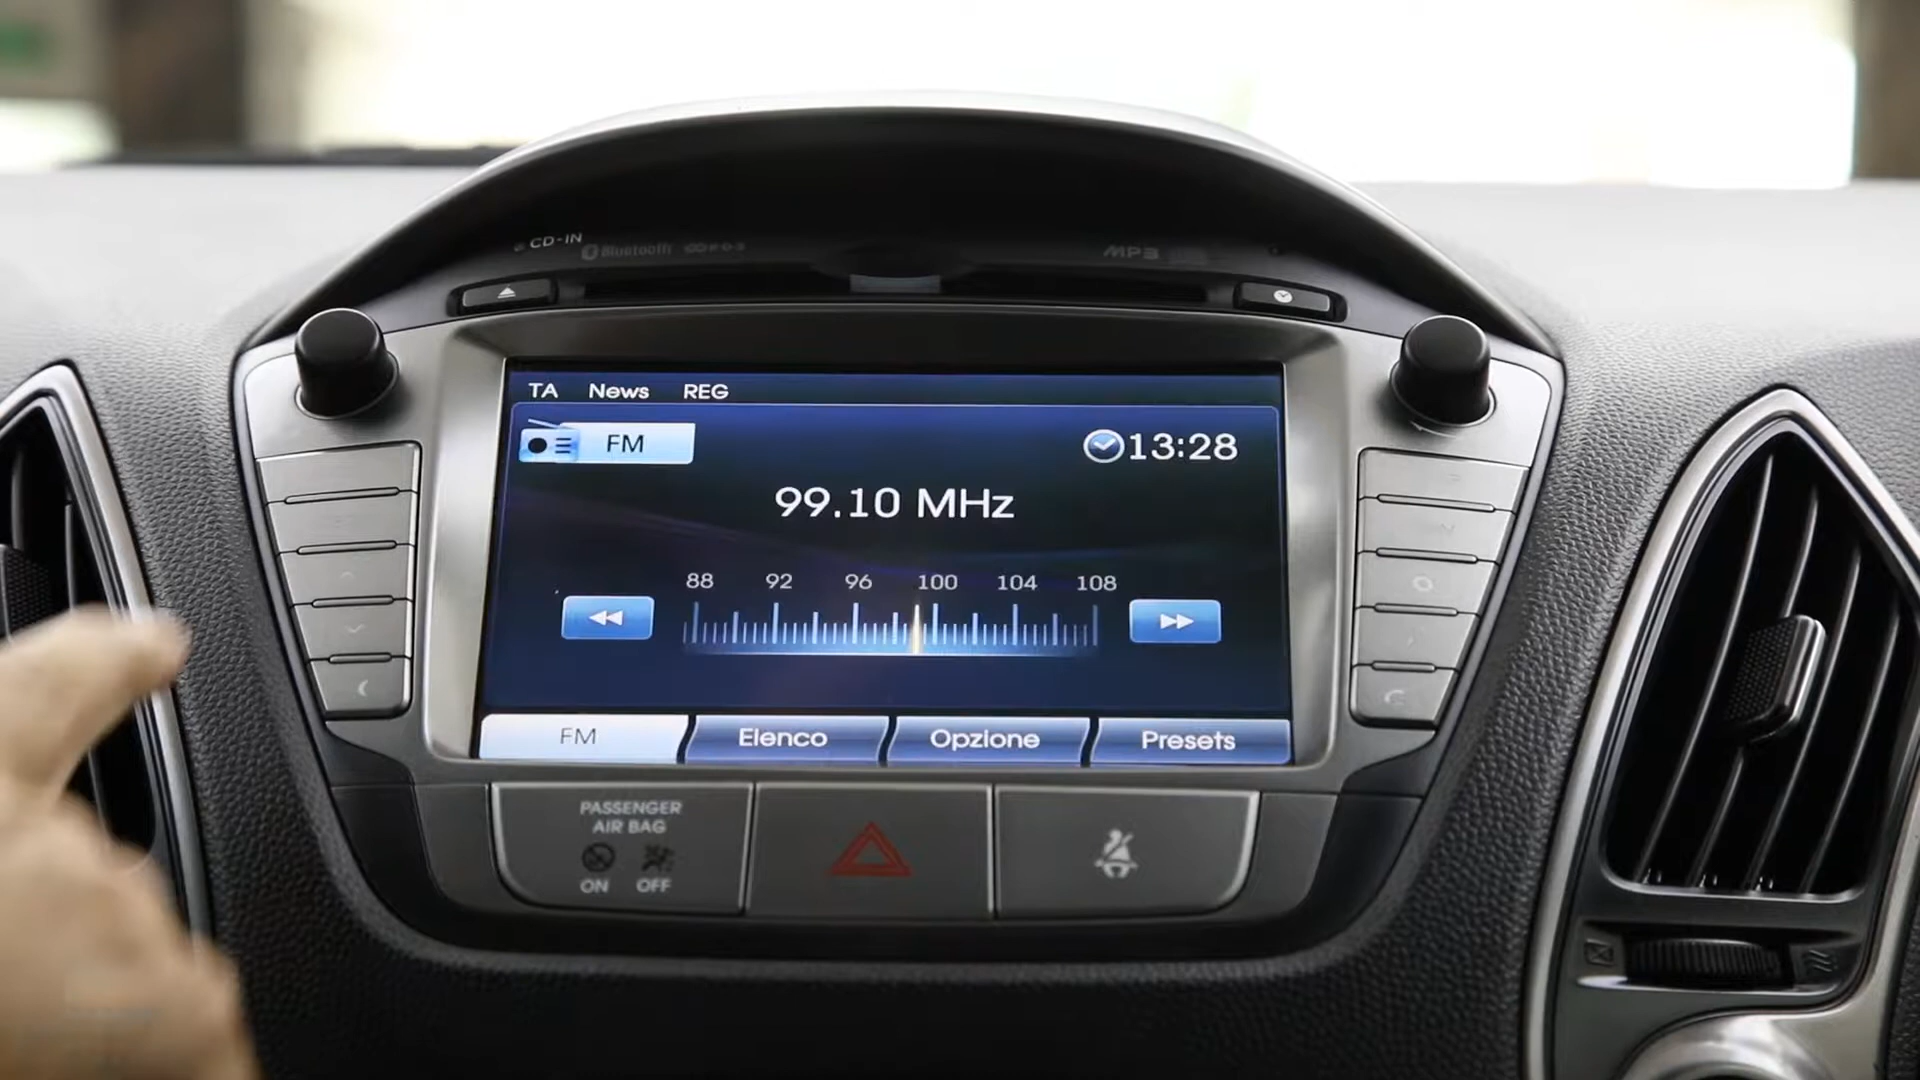 CD-IN Bluetooth MP3
TA News REG
FM 13:28
99.10 MHz
88 92 96 100 104 108
FM Elenco Opzione Presets
PASSENGER
AIR BAG
ON OFF